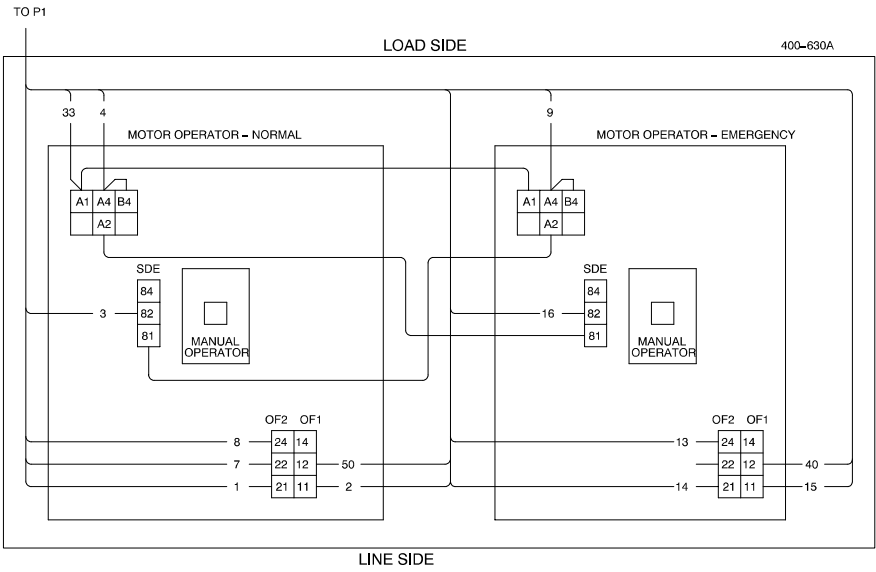 TO P1
LOAD SIDE
400–630A
33 4 9
MOTOR OPERATOR – NORMAL
MOTOR OPERATOR – EMERGENCY
A1 A4 B4
A2
A1 A4 B4
A2
SDE
84
3 82
81
MANUAL
OPERATOR
SDE
84
16 82
81
MANUAL
OPERATOR
OF2 OF1
8 24 14
7 22 12 50
1 21 11 2
OF2 OF1
13 24 14
22 12 40
14 21 11 15
LINE SIDE